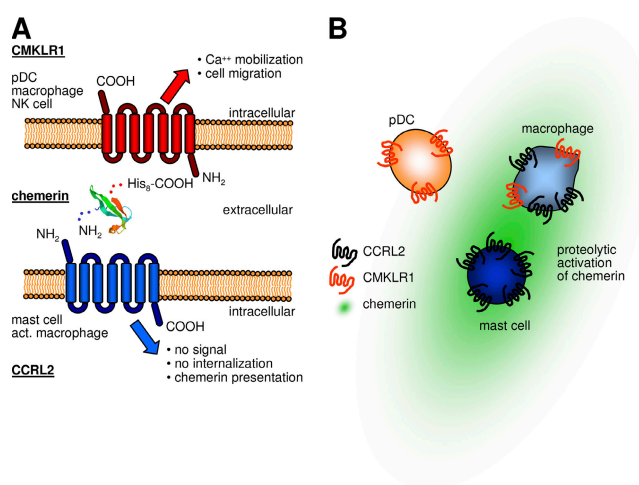 A
CMKLR1
pDC
macrophage
NK cell
COOH
• Ca++ mobilization
• cell migration
intracellular
NH2
His8-COOH
chemerin
extracellular
NH2
NH2
intracellular
mast cell
act. macrophage
COOH
• no signal
• no internalization
• chemerin presentation
CCRL2
B
pDC
macrophage
CCRL2
CMKLR1
chemerin
proteolytic
activation
of chemerin
mast cell